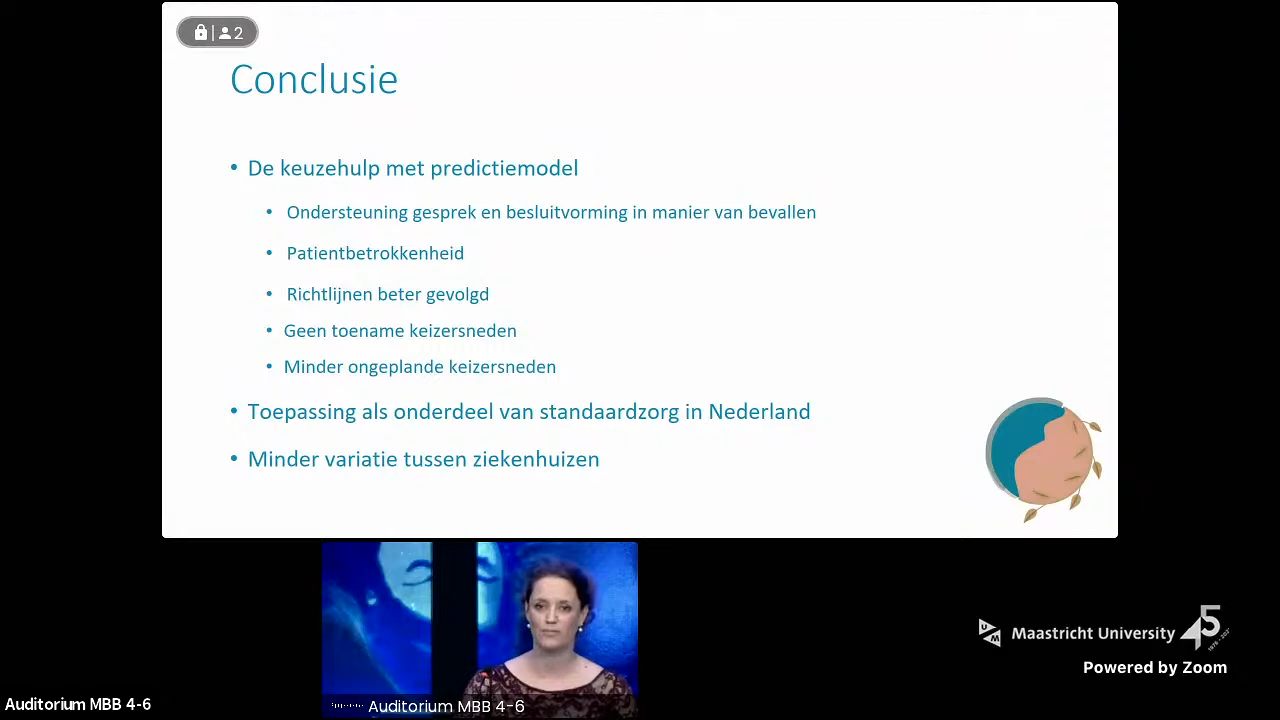 2
Conclusie
• De keuzehulp met predictiemodel
• Ondersteuning gesprek en besluitvorming in manier van bevallen
• Patientbetrokkenheid
• Richtlijnen beter gevolgd
• Geen toename keizersneden
• Minder ongeplande keizersneden
• Toepassing als onderdeel van standaardzorg in Nederland
• Minder variatie tussen ziekenhuizen
Maastricht University 45
Powered by Zoom
Auditorium MBB 4-6
Auditorium MBB 4-6